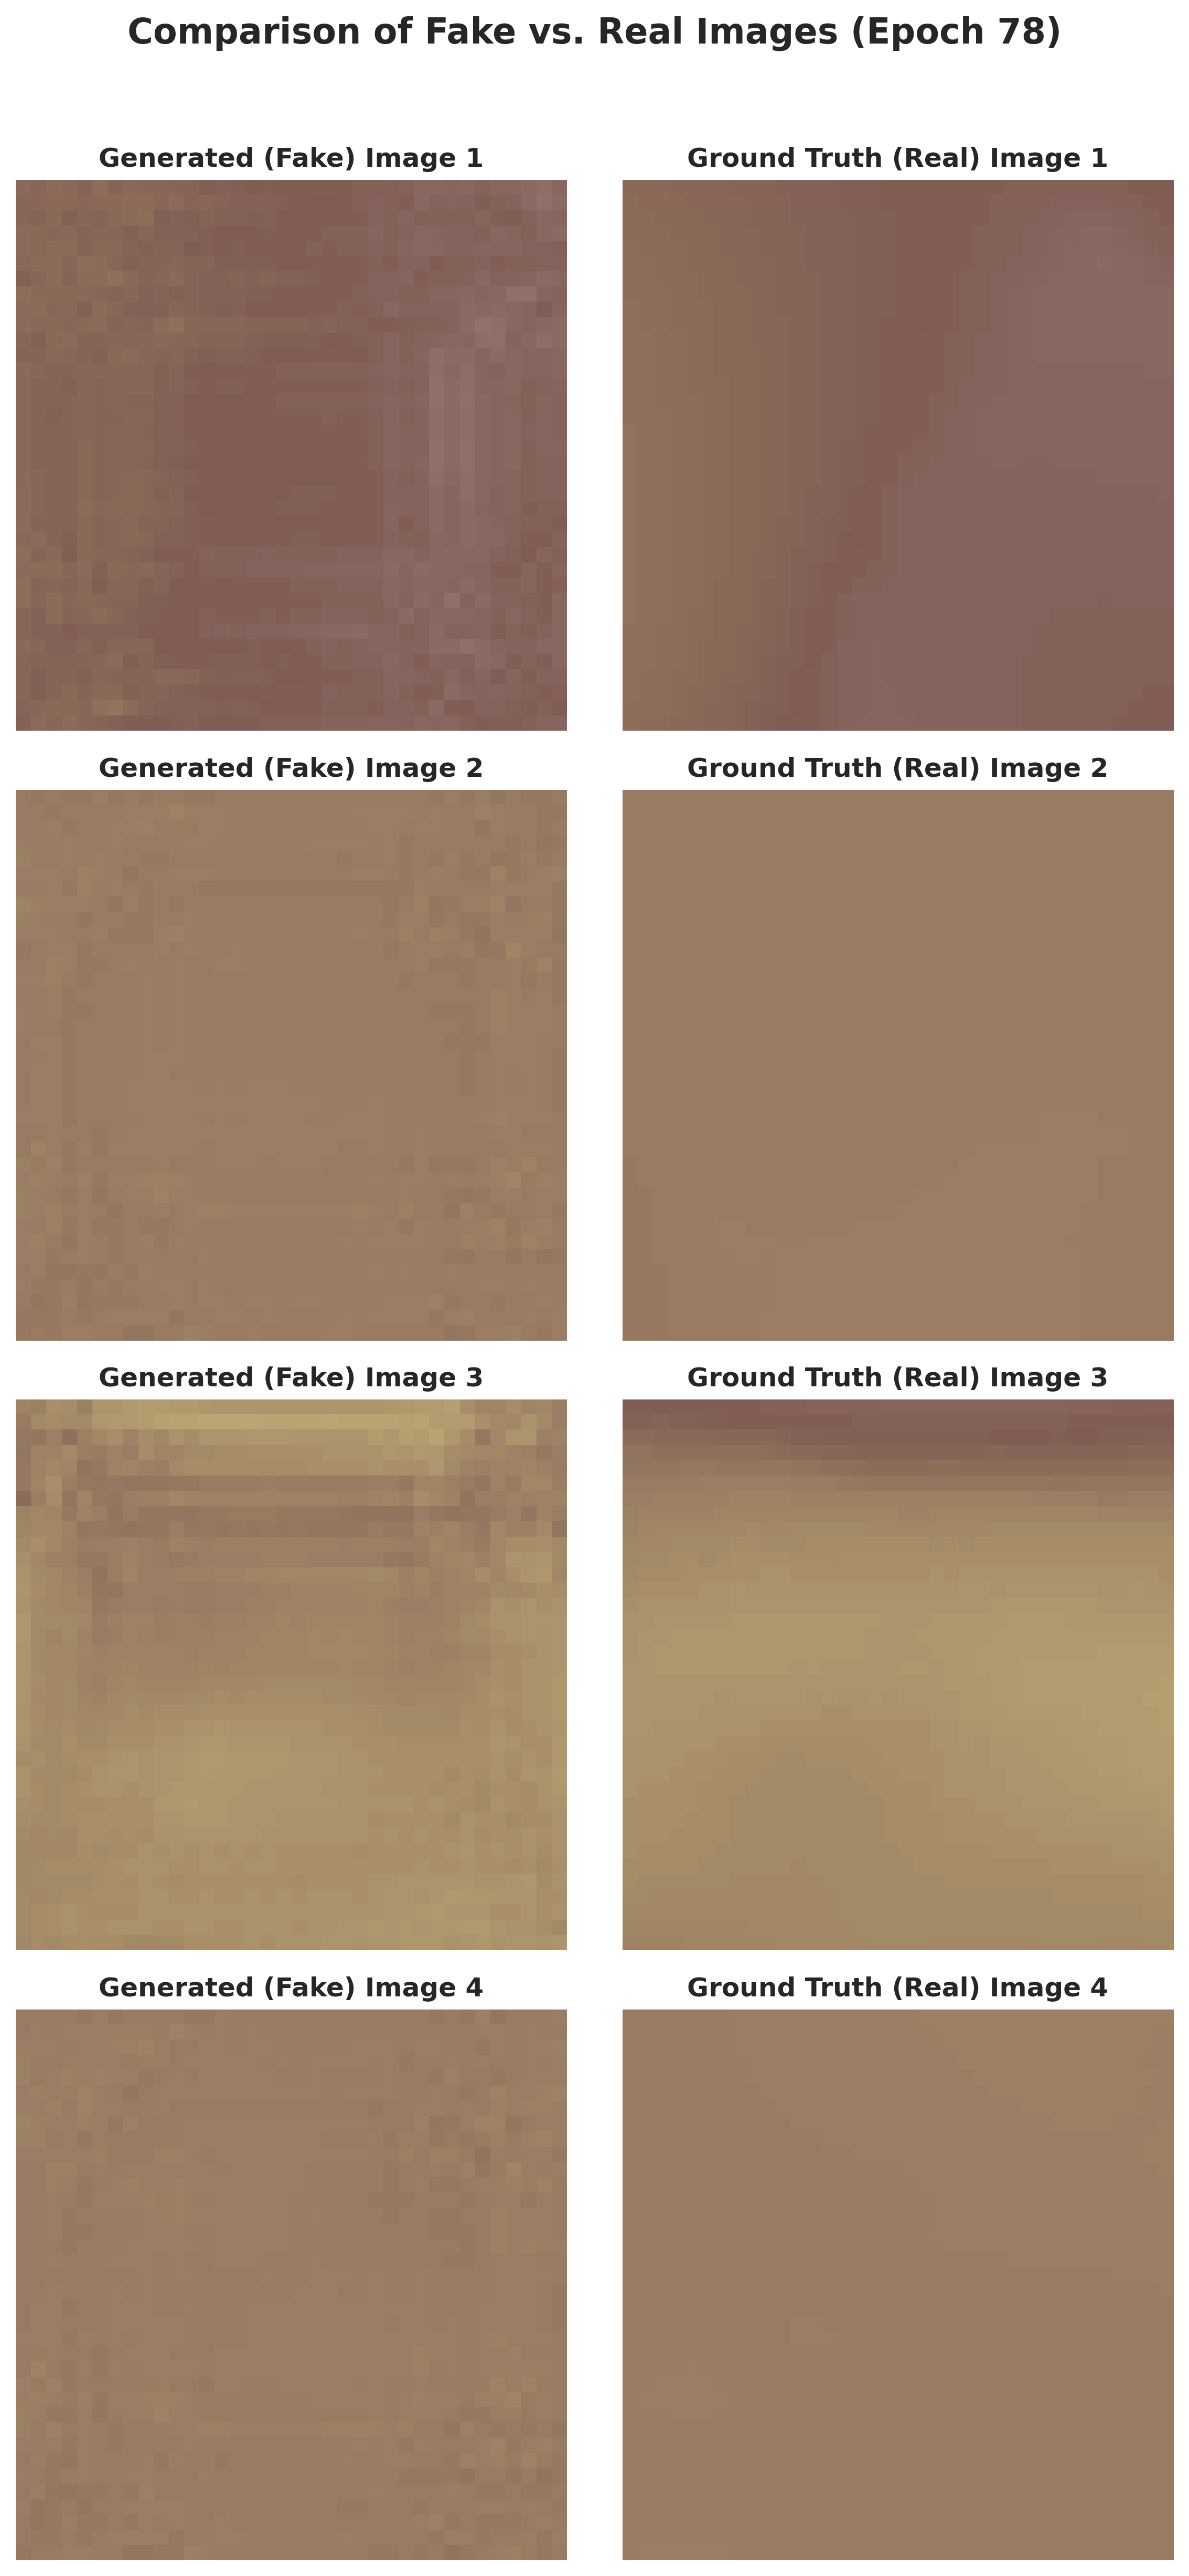 Comparison of Fake vs. Real Images (Epoch 78)
Generated (Fake) Image 1
Ground Truth (Real) Image 1
Generated (Fake) Image 2
Ground Truth (Real) Image 2
Generated (Fake) Image 3
Ground Truth (Real) Image 3
Generated (Fake) Image 4
Ground Truth (Real) Image 4